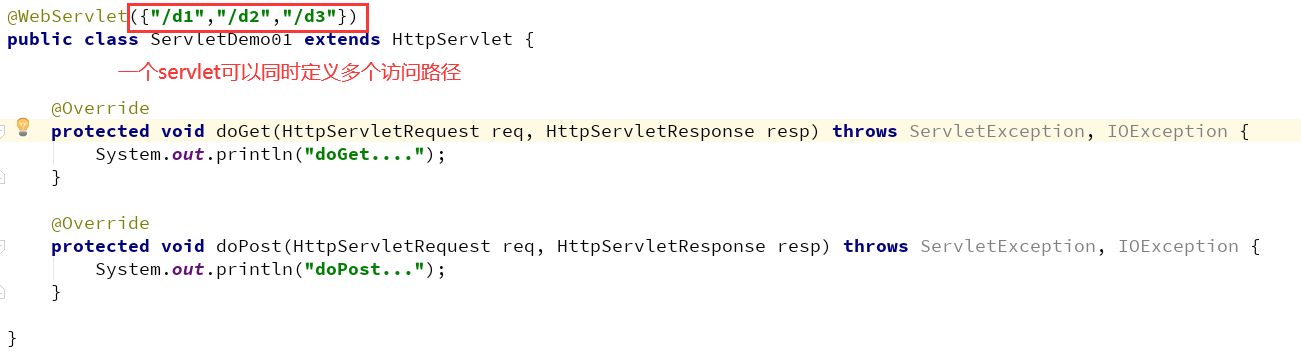 @WebServlet({"/d1","/d2","/d3"})
public class ServletDemo01 extends HttpServlet {
一个servlet可以同时定义多个访问路径
    @Override
    protected void doGet(HttpServletRequest req, HttpServletResponse resp) throws ServletException, IOException {
        System.out.println("doGet....");
    }
    @Override
    protected void doPost(HttpServletRequest req, HttpServletResponse resp) throws ServletException, IOException {
        System.out.println("doPost...");
    }
}